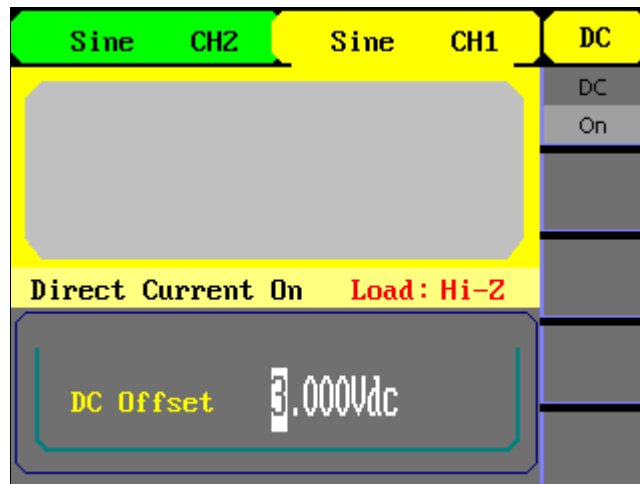 Sine CH2 Sine CH1 DC
DC
On
Direct Current On Load: Hi-Z
DC Offset 3.000Vdc